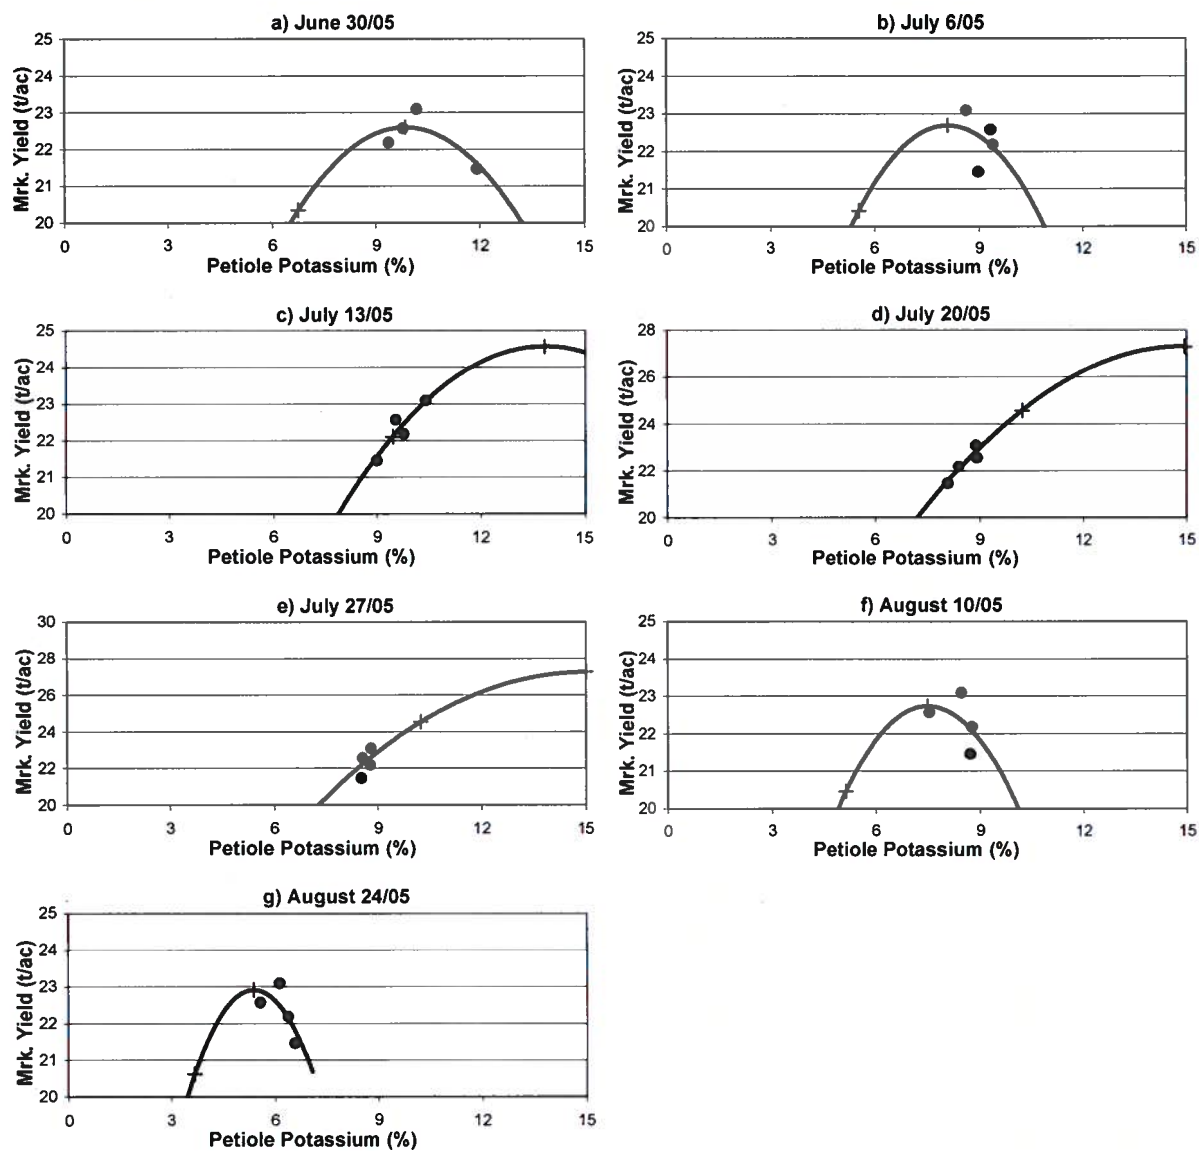 a) June 30/05
25
24
23
22
21
20
Mrk. Yield (t/ac)
0 3 6 9 12 15
Petiole Potassium (%)
b) July 6/05
25
24
23
22
21
20
Mrk. Yield (t/ac)
0 3 6 9 12 15
Petiole Potassium (%)
c) July 13/05
25
24
23
22
21
20
Mrk. Yield (t/ac)
0 3 6 9 12 15
Petiole Potassium (%)
d) July 20/05
28
26
24
22
20
Mrk. Yield (t/ac)
0 3 6 9 12 15
Petiole Potassium (%)
e) July 27/05
30
28
26
24
22
20
Mrk. Yield (t/ac)
0 3 6 9 12 15
Petiole Potassium (%)
f) August 10/05
25
24
23
22
21
20
Mrk. Yield (t/ac)
0 3 6 9 12 15
Petiole Potassium (%)
g) August 24/05
25
24
23
22
21
20
Mrk. Yield (t/ac)
0 3 6 9 12 15
Petiole Potassium (%)